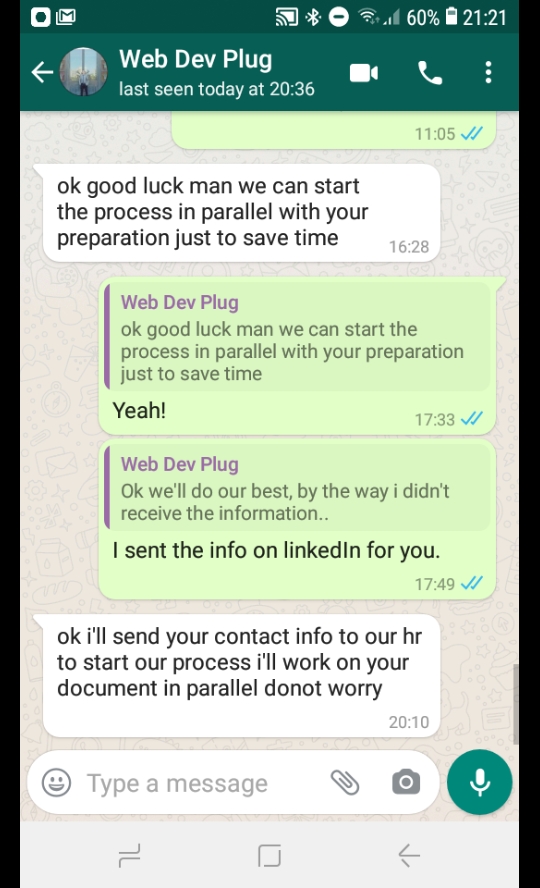 60% 21:21
Web Dev Plug
last seen today at 20:36
11:05
ok good luck man we can start
the process in parallel with your
preparation just to save time
16:28
Web Dev Plug
ok good luck man we can start the
process in parallel with your preparation
just to save time
Yeah!
17:33
Web Dev Plug
Ok we'll do our best, by the way i didn't
receive the information..
I sent the info on linkedIn for you.
17:49
ok i'll send your contact info to our hr
to start our process i'll work on your
document in parallel donot worry
20:10
Type a message